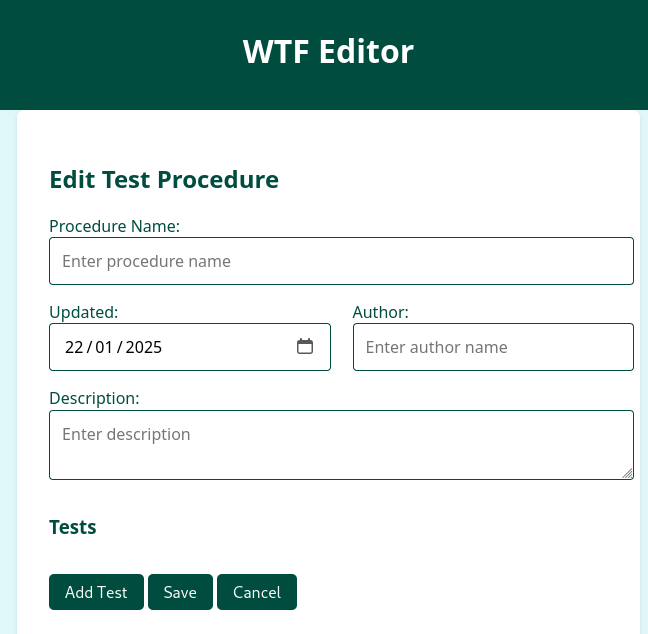 WTF Editor
Edit Test Procedure
Procedure Name:
Enter procedure name
Updated: Author:
22/01/2025 Enter author name
Description:
Enter description
Tests
Add Test Save Cancel